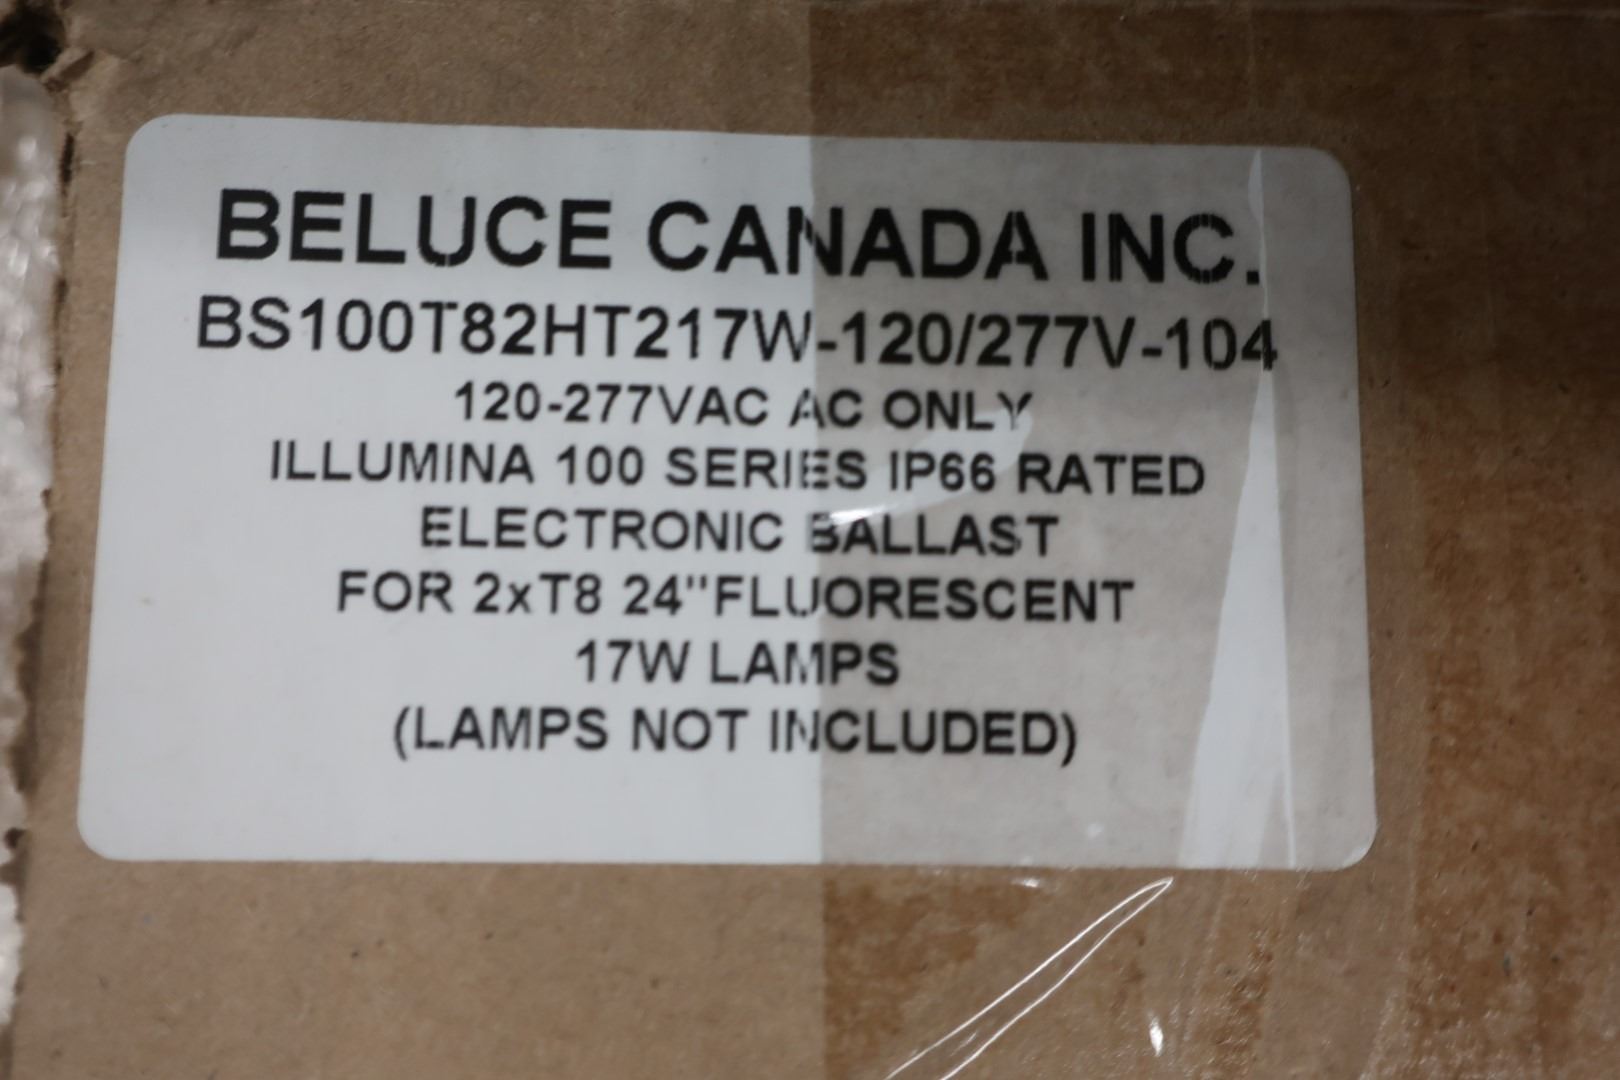 BELUCE CANADA INC.
BS100T82HT217W-120/277V-104
120-277VAC AC ONLY
ILLUMINA 100 SERIES IP66 RATED
ELECTRONIC BALLAST
FOR 2xT8 24"FLUORESCENT
17W LAMPS
(LAMPS NOT INCLUDED)